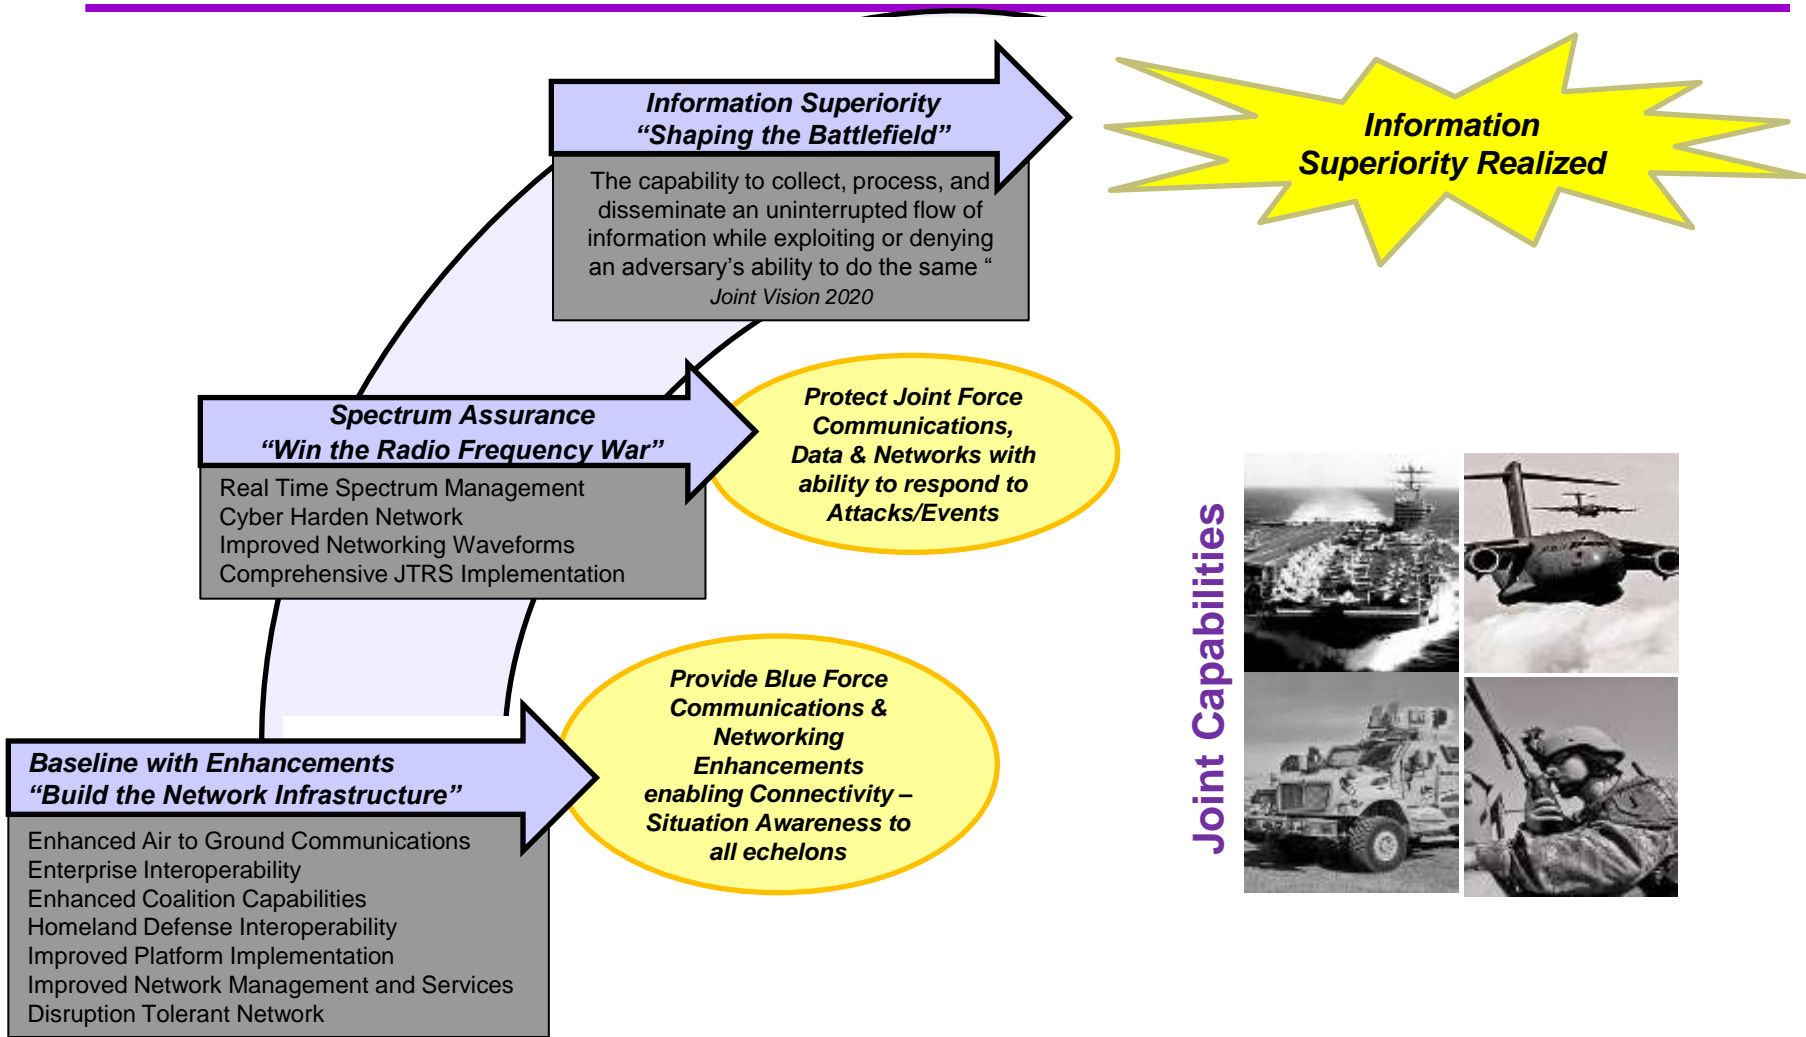 Information Superiority
“Shaping the Battlefield”
The capability to collect, process, and
disseminate an uninterrupted flow of
information while exploiting or denying
an adversary’s ability to do the same “
Joint Vision 2020
Information
Superiority Realized
Spectrum Assurance
“Win the Radio Frequency War”
Real Time Spectrum Management
Cyber Harden Network
Improved Networking Waveforms
Comprehensive JTRS Implementation
Protect Joint Force
Communications,
Data & Networks with
ability to respond to
Attacks/Events
Baseline with Enhancements
“Build the Network Infrastructure”
Enhanced Air to Ground Communications
Enterprise Interoperability
Enhanced Coalition Capabilities
Homeland Defense Interoperability
Improved Platform Implementation
Improved Network Management and Services
Disruption Tolerant Network
Provide Blue Force
Communications &
Networking
Enhancements
enabling Connectivity –
Situation Awareness to
all echelons
Joint Capabilities